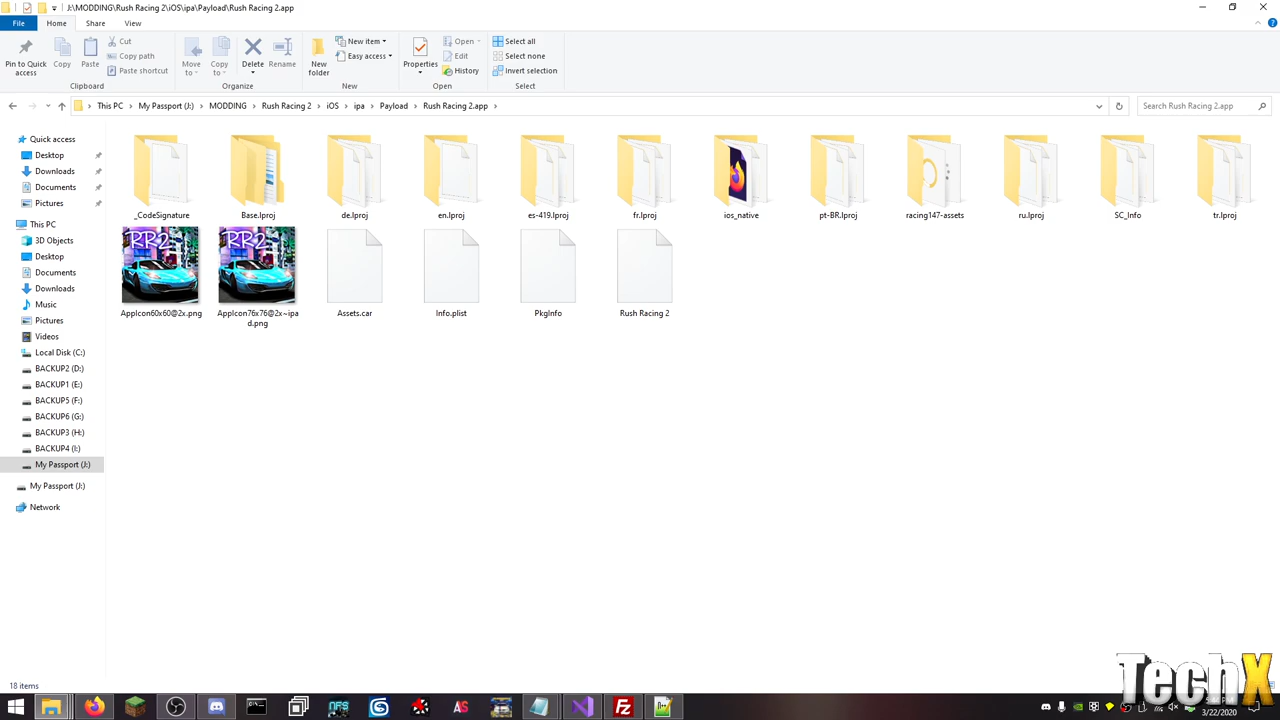 J:\MODDING\Rush Racing 2\iOS\ipa\Payload\Rush Racing 2.app
File
Home
Share
View
Pin to Quick access
Copy
Paste
Cut
Copy path
Paste shortcut
Clipboard
Move to
Copy to
Delete
Rename
Organize
New folder
New item
Easy access
New
Properties
Open
Edit
History
Open
Select all
Select none
Invert selection
Select
This PC > My Passport (J:) > MODDING > Rush Racing 2 > iOS > ipa > Payload > Rush Racing 2.app >
Search Rush Racing 2.app
Quick access
Desktop
Downloads
Documents
Pictures
This PC
3D Objects
Desktop
Documents
Downloads
Music
Pictures
Videos
Local Disk (C:)
BACKUP2 (D:)
BACKUP1 (E:)
BACKUP5 (F:)
BACKUP6 (G:)
BACKUP3 (H:)
BACKUP4 (I:)
My Passport (J:)
My Passport (J:)
Network
_CodeSignature
Base.lproj
de.lproj
en.lproj
es-419.lproj
fr.lproj
ios_native
pt-BR.lproj
racing147-assets
ru.lproj
SC_Info
tr.lproj
RR2
RR2
AppIcon60x60@2x.png
AppIcon76x76@2x~ipa
d.png
Assets.car
Info.plist
PkgInfo
Rush Racing 2
18 items
TechX
3/22/2020